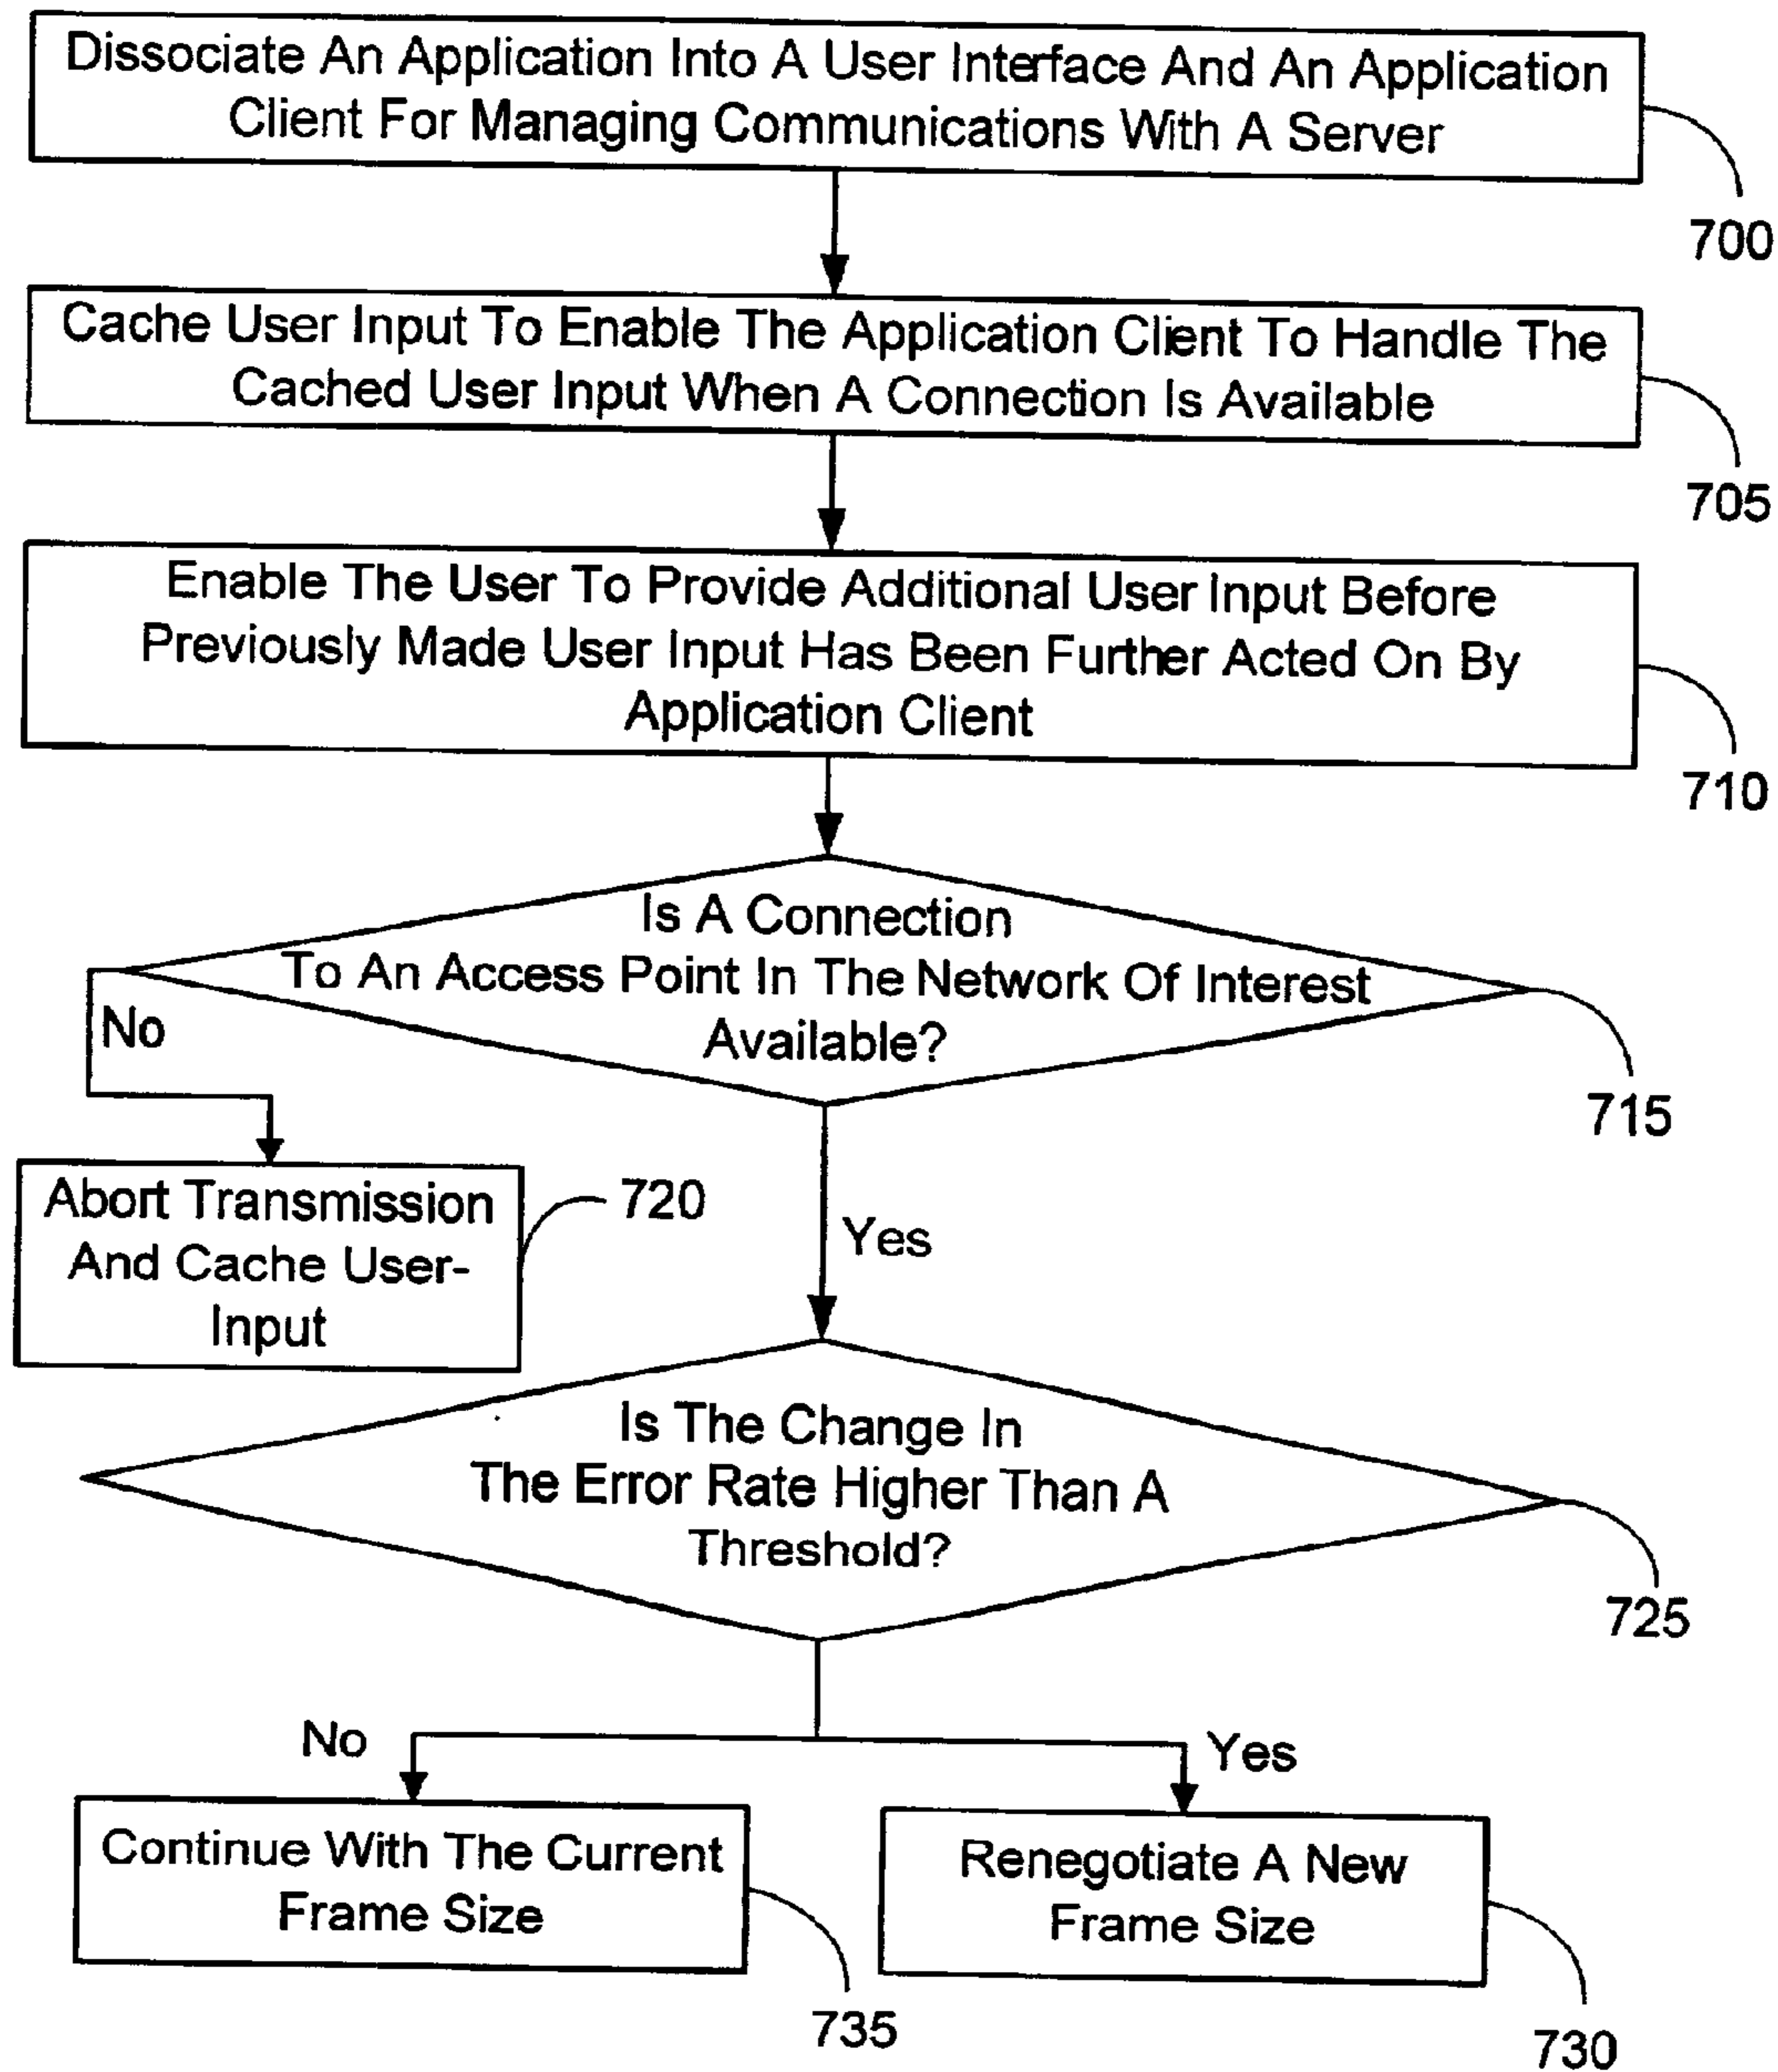 Dissociate An Application Into A User Interface And An Application
Client For Managing Communications With A Server
700
Cache User Input To Enable The Application Client To Handle The
Cached User Input When A Connection Is Available
705
Enable The User To Provide Additional User Input Before
Previously Made User Input Has Been Further Acted On By
Application Client
710
Is A Connection
To An Access Point In The Network Of Interest
Available?
No
715
Abort Transmission
And Cache User-
Input
720
Yes
Is The Change In
The Error Rate Higher Than A
Threshold?
725
No
Yes
Continue With The Current
Frame Size
735
Renegotiate A New
Frame Size
730